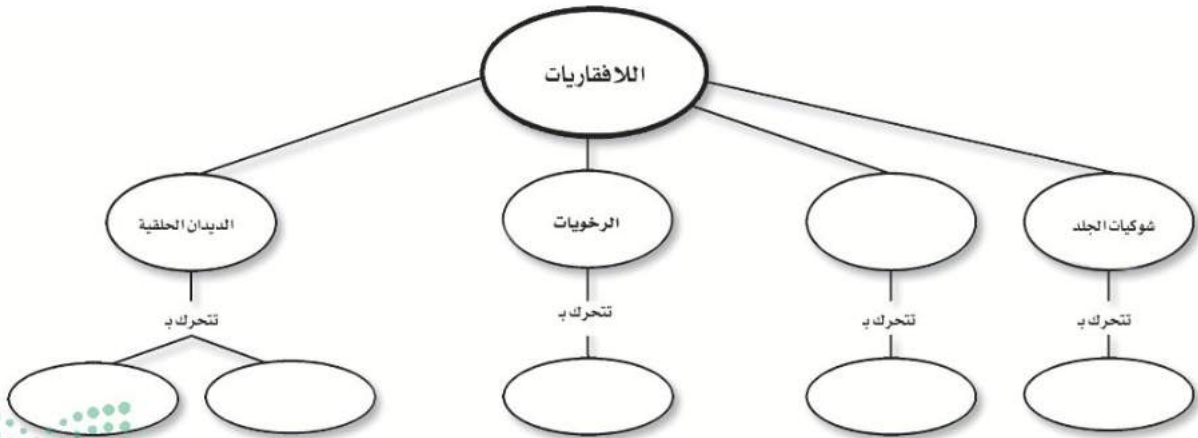 اللافقاريات
شوكيات الجلد
الرخويات
الديدان الحلقية
تتحرك بـ
تتحرك بـ
تتحرك بـ
تتحرك بـ